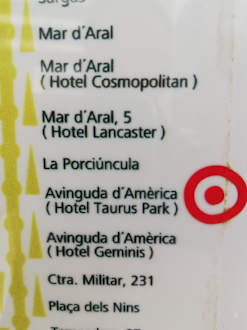 Mar d'Aral
Mar d'Aral
( Hotel Cosmopolitan )
Mar d'Aral, 5
( Hotel Lancaster )
La Porciúncula
Avinguda d'Amèrica
( Hotel Taurus Park )
Avinguda d'Amèrica
( Hotel Geminis )
Ctra. Militar, 231
Plaça dels Nins